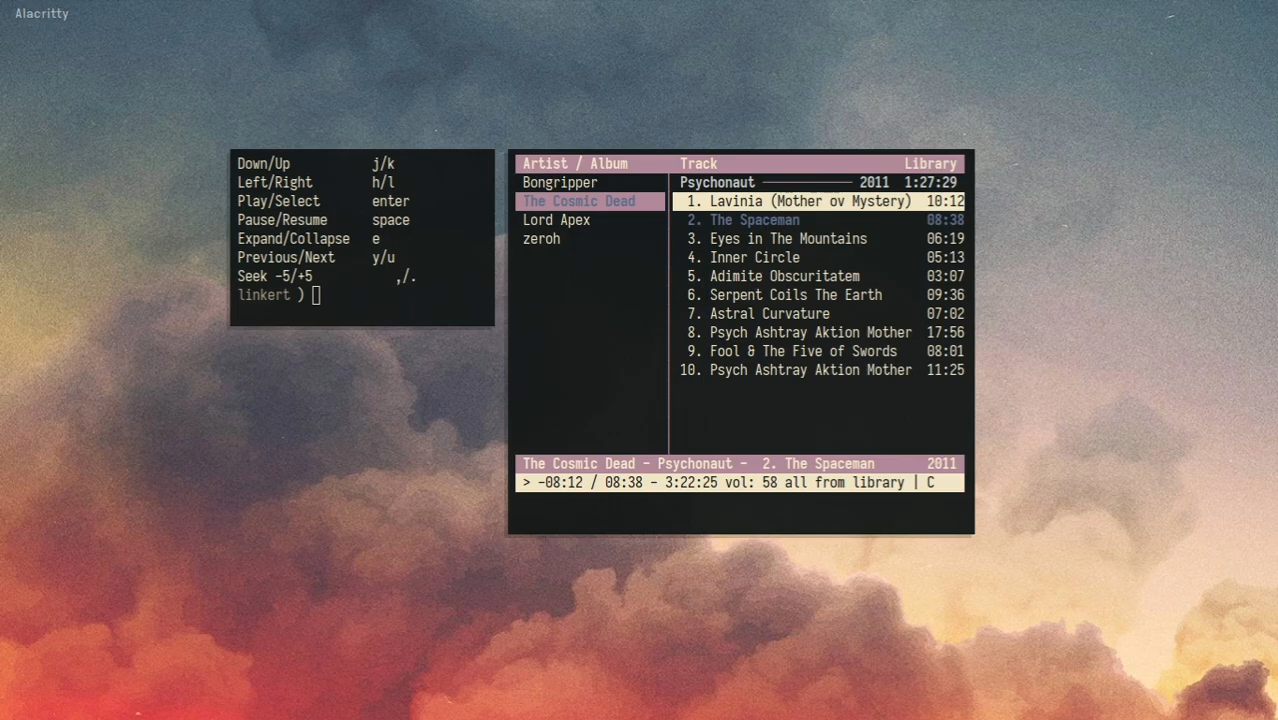 Alacritty
Down/Up j/k
Left/Right h/l
Play/Select enter
Pause/Resume space
Expand/Collapse e
Previous/Next y/u
Seek -5/+5 ,/.
linkert )
Artist / Album Track Library
Bongripper Psychonaut 2011 1:27:29
The Cosmic Dead 1. Lavinia (Mother ov Mystery) 10:12
Lord Apex 2. The Spaceman 08:38
zeroh 3. Eyes in The Mountains 06:19
4. Inner Circle 05:13
5. Adimite Obscuritatem 03:07
6. Serpent Coils The Earth 09:36
7. Astral Curvature 07:02
8. Psych Ashtray Aktion Mother 17:56
9. Fool & The Five of Swords 08:01
10. Psych Ashtray Aktion Mother 11:25
The Cosmic Dead - Psychonaut - 2. The Spaceman 2011
> -08:12 / 08:38 - 3:22:25 vol: 58 all from library | C